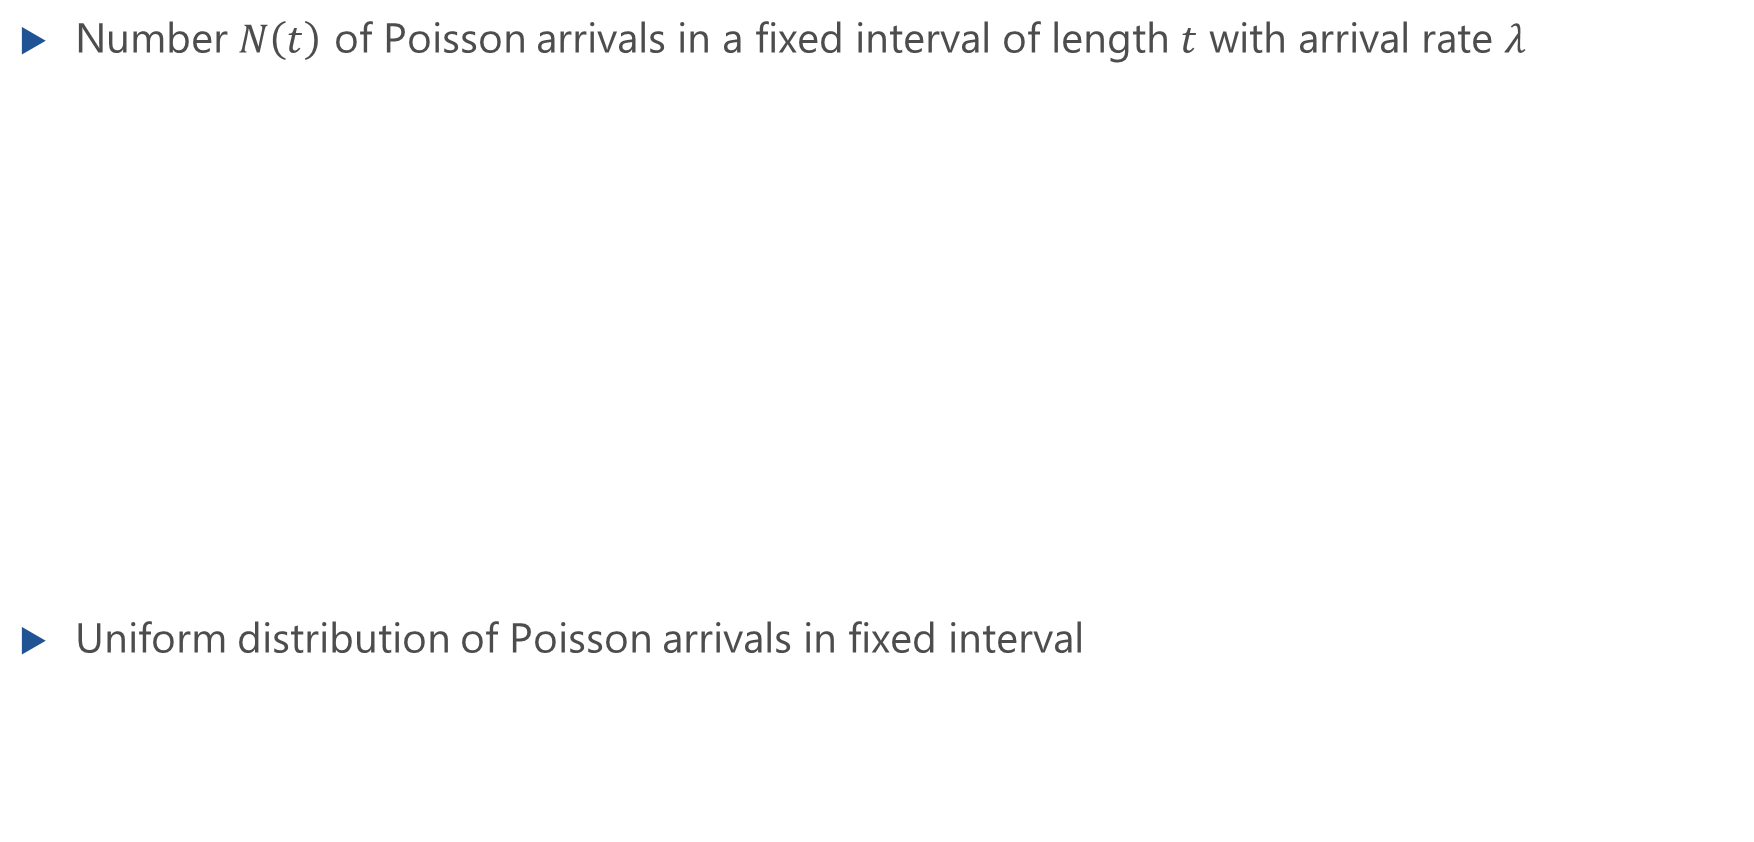 ▶ Number N(t) of Poisson arrivals in a fixed interval of length t with arrival rate λ
▶ Uniform distribution of Poisson arrivals in fixed interval